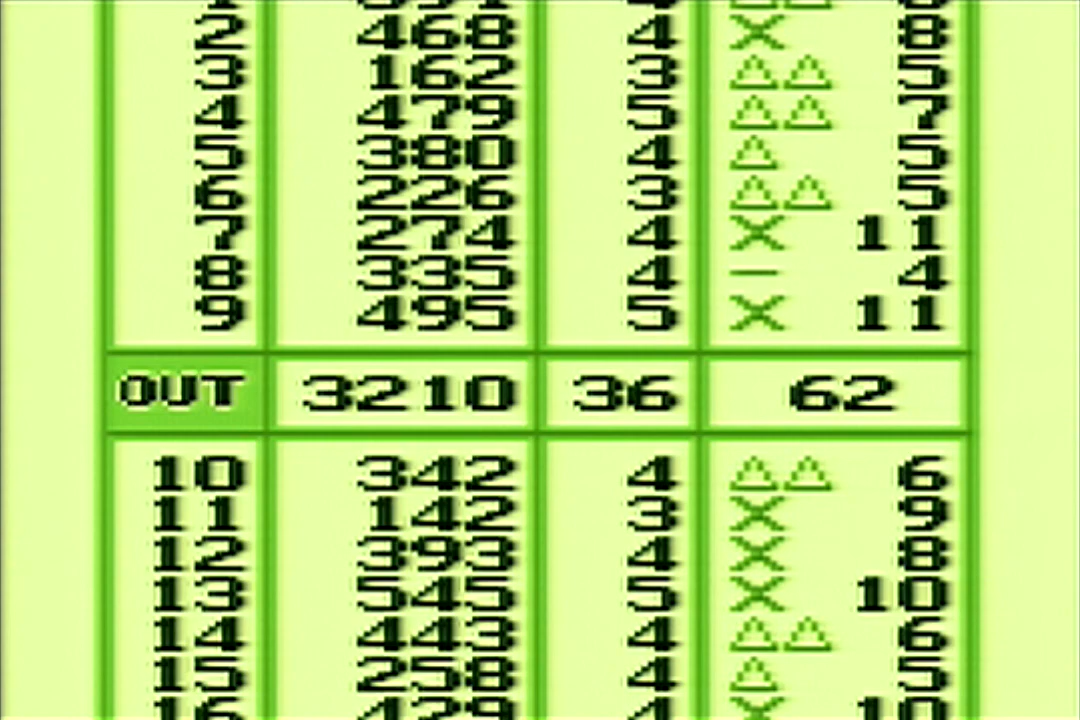 2 468 4 X 8
3 162 3 △△ 5
4 479 5 △△ 7
5 380 4 △ 5
6 226 3 △△ 5
7 274 4 X 11
8 335 4 — 4
9 495 5 X 11
OUT 3210 36 62
10 342 4 △△ 6
11 142 3 X 9
12 393 4 X 8
13 545 5 X 10
14 443 4 △△ 6
15 258 4 △ 5